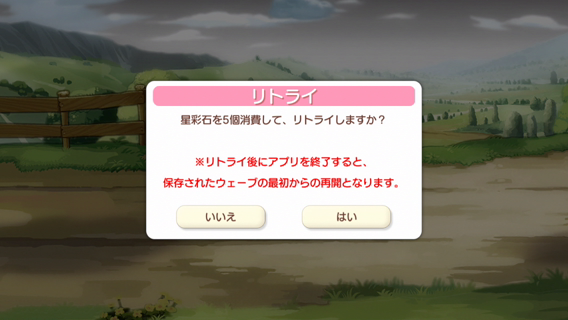 リトライ
星彩石を5個消費して、リトライしますか？
※リトライ後にアプリを終了すると、
保存されたウェーブの最初からの再開となります。
いいえ
はい